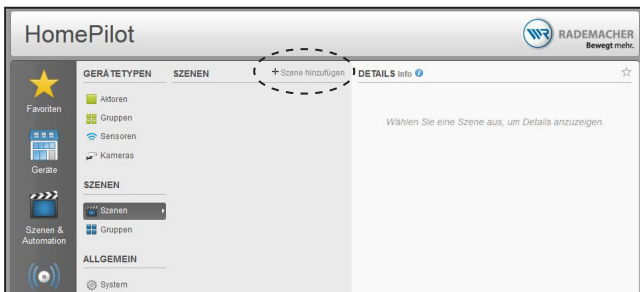 HomePilot
RADEMACHER
Bewegt mehr.
Favoriten
Geräte
Szenen &
Automation
GERÄTETYPEN
Aktoren
Gruppen
Sensoren
Kameras
SZENEN
Szenen
Gruppen
ALLGEMEIN
System
SZENEN
+ Szene hinzufügen
DETAILS Info
Wählen Sie eine Szene aus, um Details anzuzeigen.